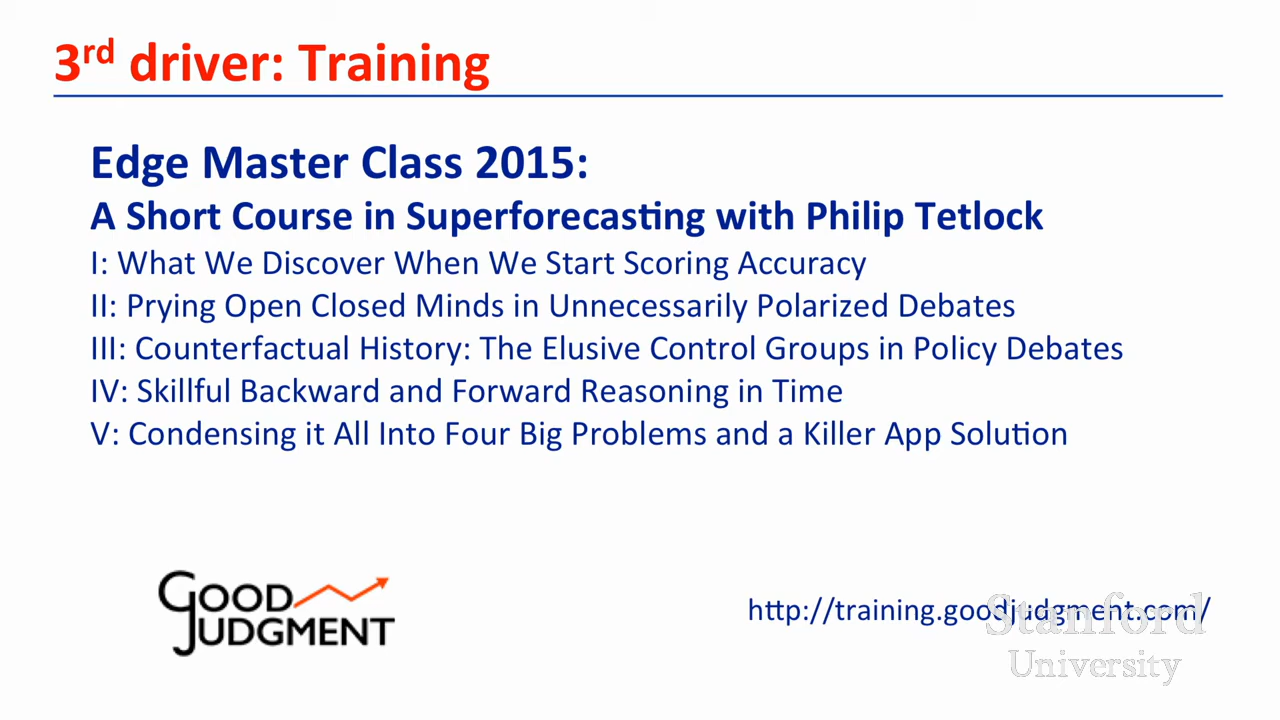 3rd driver: Training
Edge Master Class 2015:
A Short Course in Superforecasting with Philip Tetlock
I: What We Discover When We Start Scoring Accuracy
II: Prying Open Closed Minds in Unnecessarily Polarized Debates
III: Counterfactual History: The Elusive Control Groups in Policy Debates
IV: Skillful Backward and Forward Reasoning in Time
V: Condensing it All Into Four Big Problems and a Killer App Solution
GOOD
JUDGMENT
http://training.goodjudgment.com/
Stanford
University